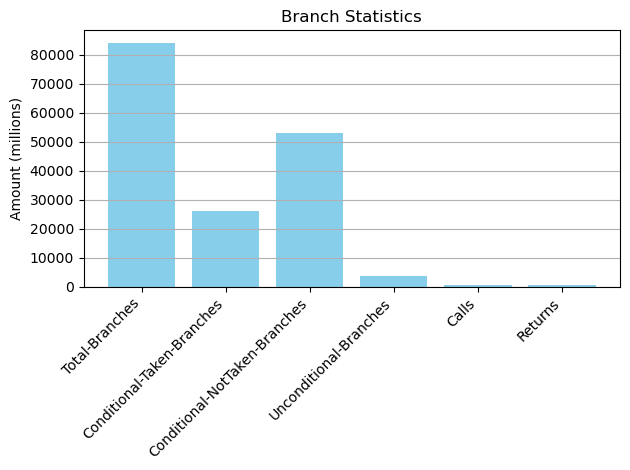 Branch Statistics
Amount (millions)
80000
70000
60000
50000
40000
30000
20000
10000
0
Total-Branches
Conditional-Taken-Branches
Conditional-NotTaken-Branches
Unconditional-Branches
Calls
Returns